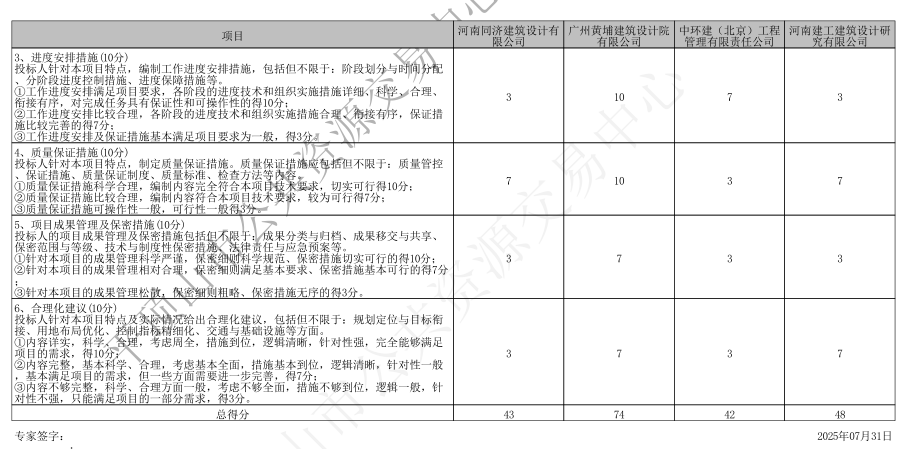 项目
河南同济建筑设计有限公司
广州黄埔建筑设计院有限公司
中环建（北京）工程管理有限责任公司
河南建工建筑设计研究有限公司
3、进度安排措施(10分)
投标人针对本项目特点，编制工作进度安排措施，包括但不限于：阶段划分与时间分配
、分阶段进度控制措施、进度保障措施等。
①工作进度安排满足项目要求，各阶段的进度技术和组织实施措施详细、科学、合理、
衔接有序，对完成任务具有保证性和可操作性的得10分；
②工作进度安排比较合理，各阶段的进度技术和组织实施措施合理、衔接有序，保证措
施比较完善的得7分；
③工作进度安排及保证措施基本满足项目要求为一般，得3分。
3 10 7 3
4、质量保证措施(10分)
投标人针对本项目特点，制定质量保证措施。质量保证措施应包括但不限于：质量管控
、保证措施、质量保证制度、质量标准、检查方法等内容。
①质量保证措施科学合理，编制内容完全符合本项目技术要求，切实可行得10分；
②质量保证措施比较合理，编制内容符合本项目技术要求，较为可行得7分；
③质量保证措施可操作性一般，可行性一般得3分。
7 10 3 7
5、项目成果管理及保密措施(10分)
投标人的项目成果管理及保密措施包括但不限于：成果分类与归档、成果移交与共享、
保密范围与等级、技术与制度性保密措施、法律责任与应急预案等。
①针对本项目的成果管理科学严谨，保密细则科学规范、保密措施切实可行的得10分；
②针对本项目的成果管理相对合理，保密细则满足基本要求、保密措施基本可行的得7分
；
③针对本项目的成果管理松散，保密细则粗略、保密措施无序的得3分。
3 7 3 3
6、合理化建议(10分)
投标人针对本项目特点及实际情况给出合理化建议，包括但不限于：规划定位与目标衔
接、用地布局优化、控制指标精细化、交通与基础设施等方面。
①内容详实，科学、合理，考虑周全，措施到位，逻辑清晰，针对性强，完全能够满足
项目的需求，得10分；
②内容完整，基本科学、合理，考虑基本全面，措施基本到位，逻辑清晰，针对性一般
，基本满足项目的需求，但一些方面需要进一步完善，得7分；
③内容不够完整，科学、合理方面一般，考虑不够全面，措施不够到位，逻辑一般，针
对性不强，只能满足项目的一部分需求，得3分。
3 7 3 7
总得分 43 74 42 48
专家签字： 2025年07月31日